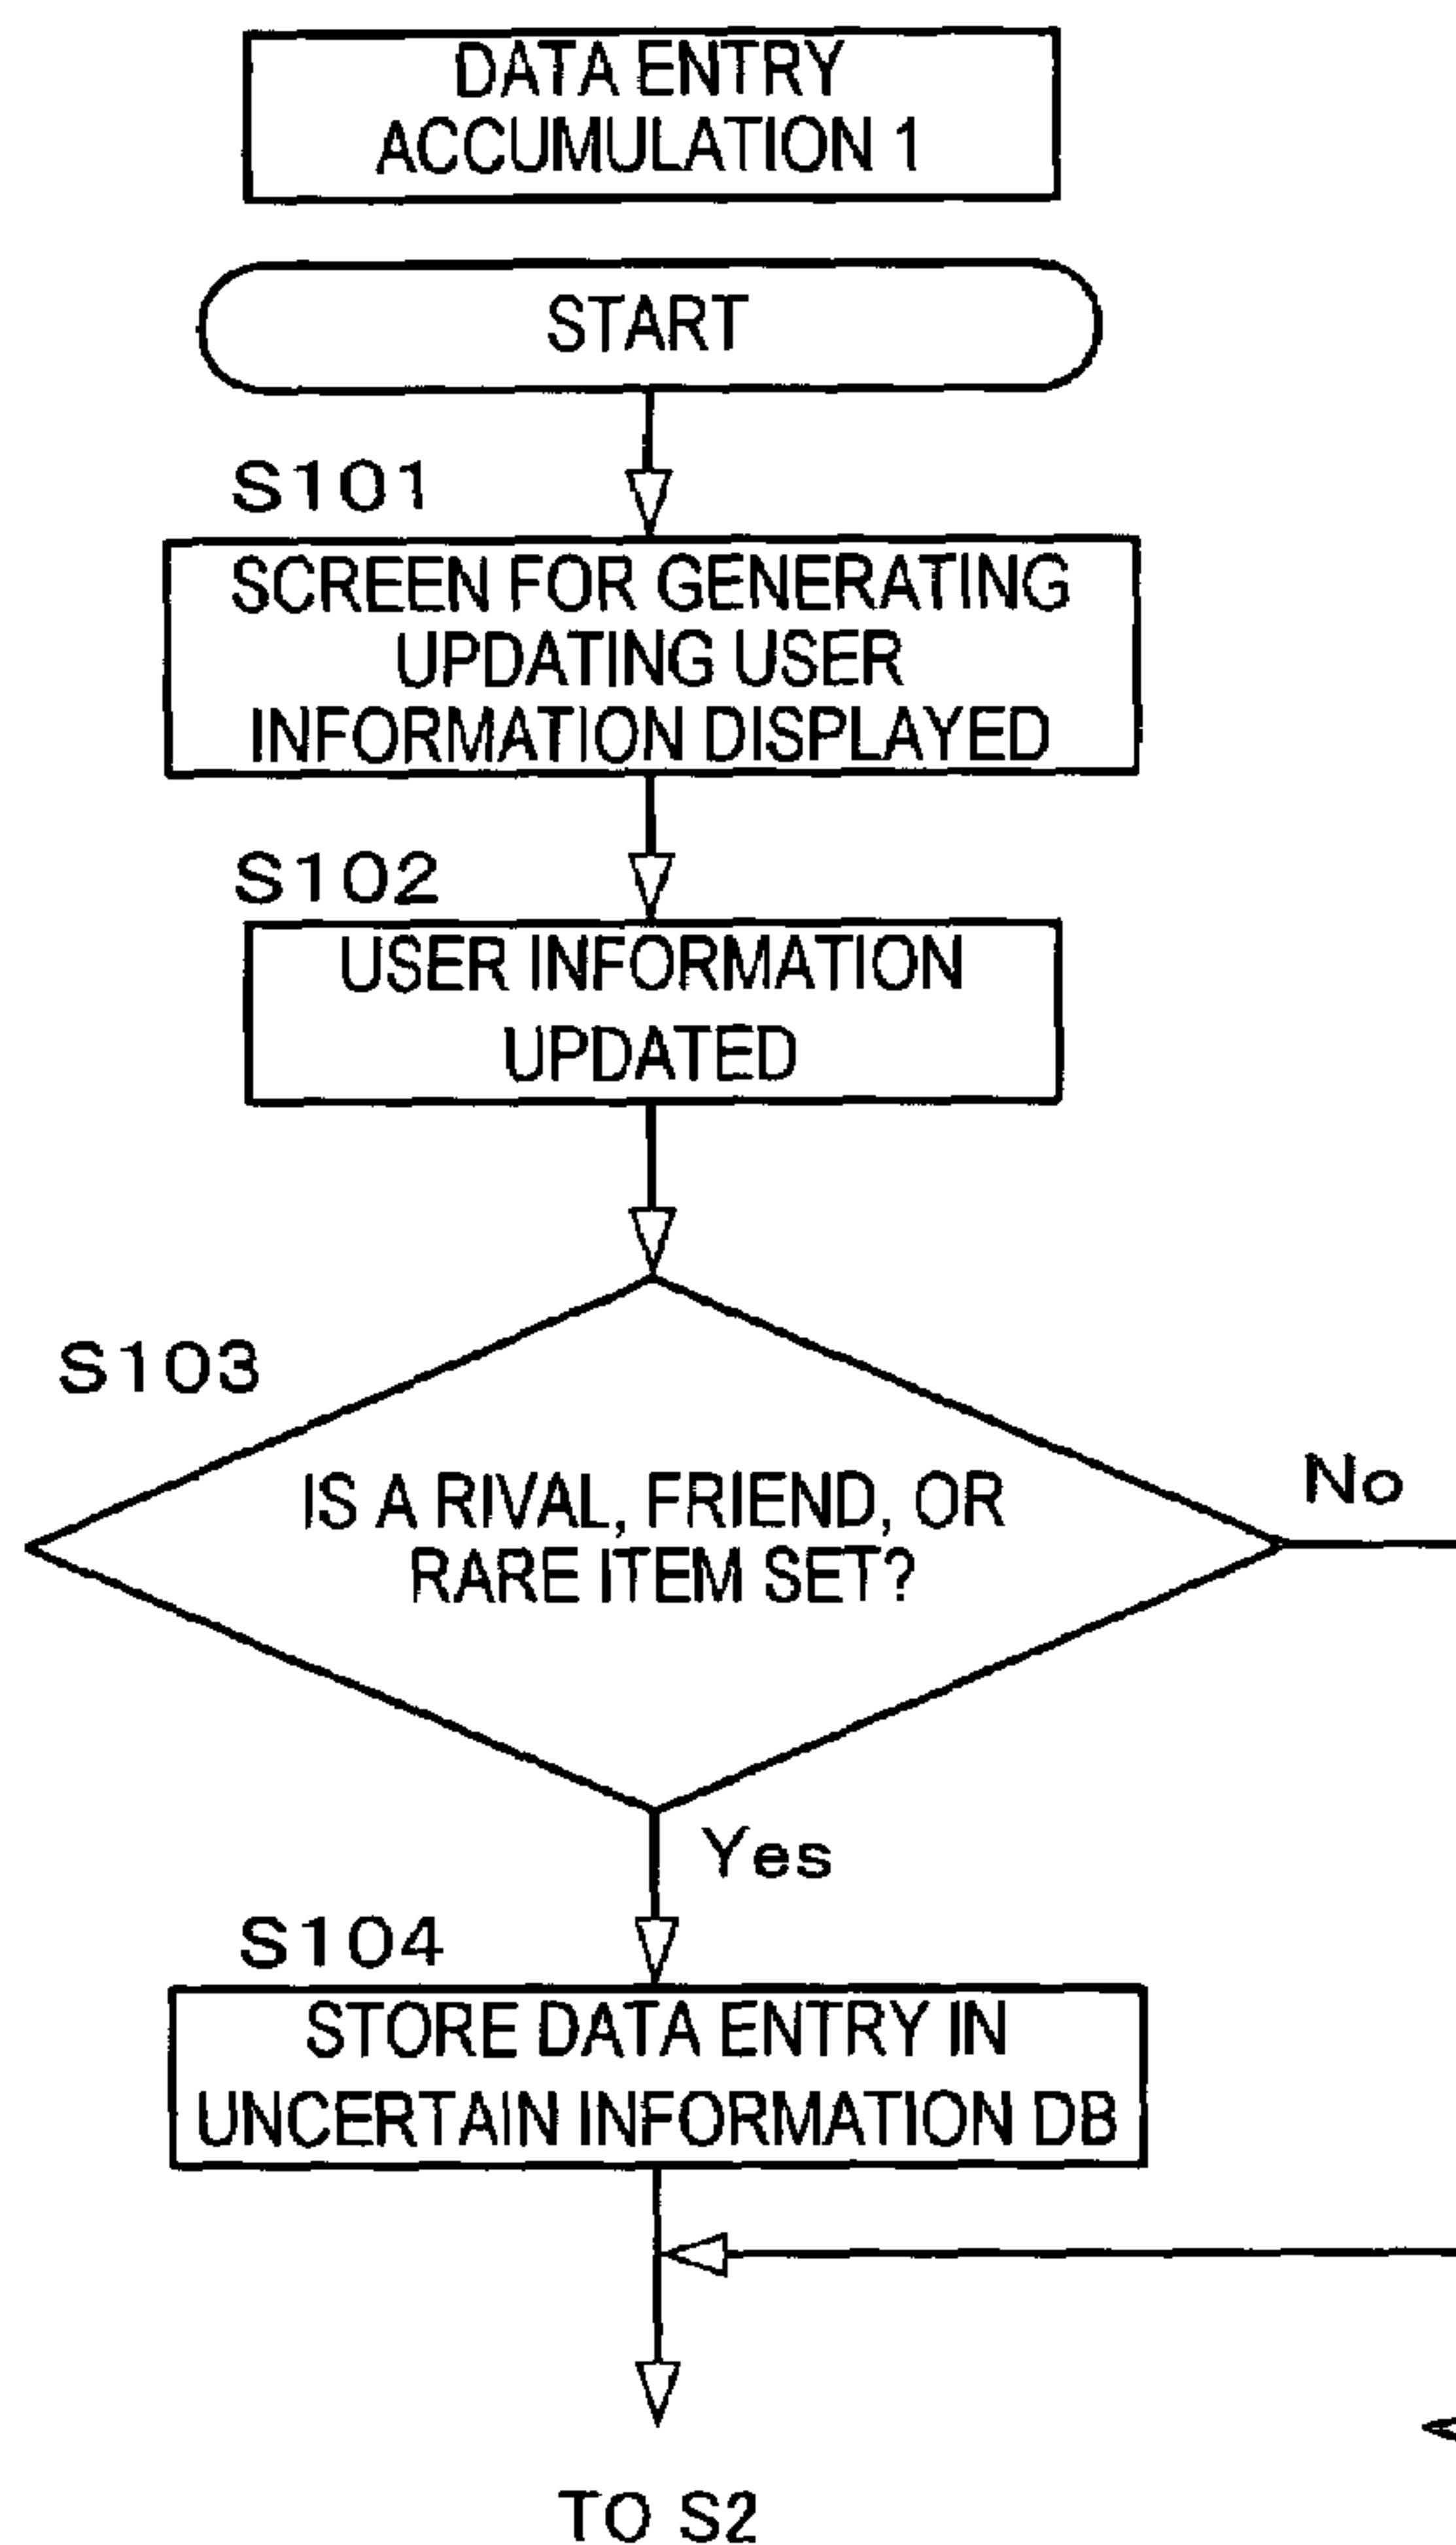 DATA ENTRY
ACCUMULATION 1
START
S101
SCREEN FOR GENERATING
UPDATING USER
INFORMATION DISPLAYED
S102
USER INFORMATION
UPDATED
S103
IS A RIVAL, FRIEND, OR
RARE ITEM SET?
No
Yes
S104
STORE DATA ENTRY IN
UNCERTAIN INFORMATION DB
TO S2